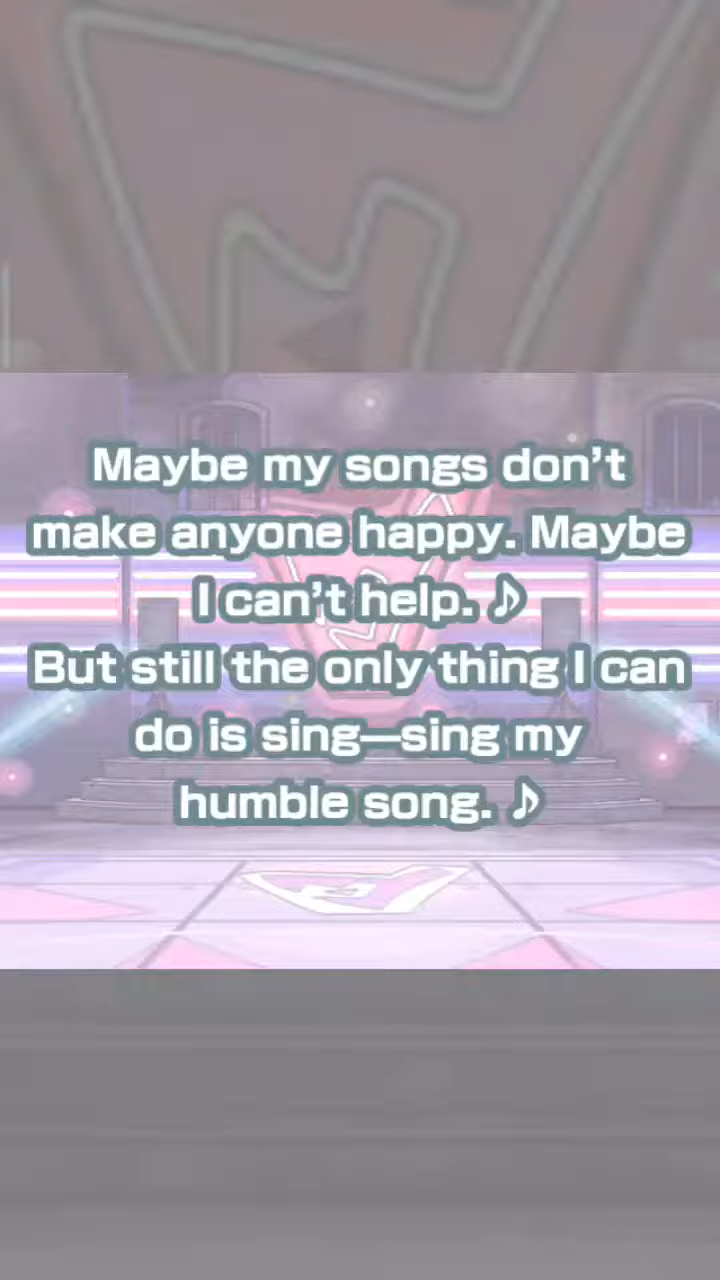 Maybe my songs don’t
make anyone happy. Maybe
I can’t help. ♪
But still the only thing I can
do is sing—sing my
humble song. ♪